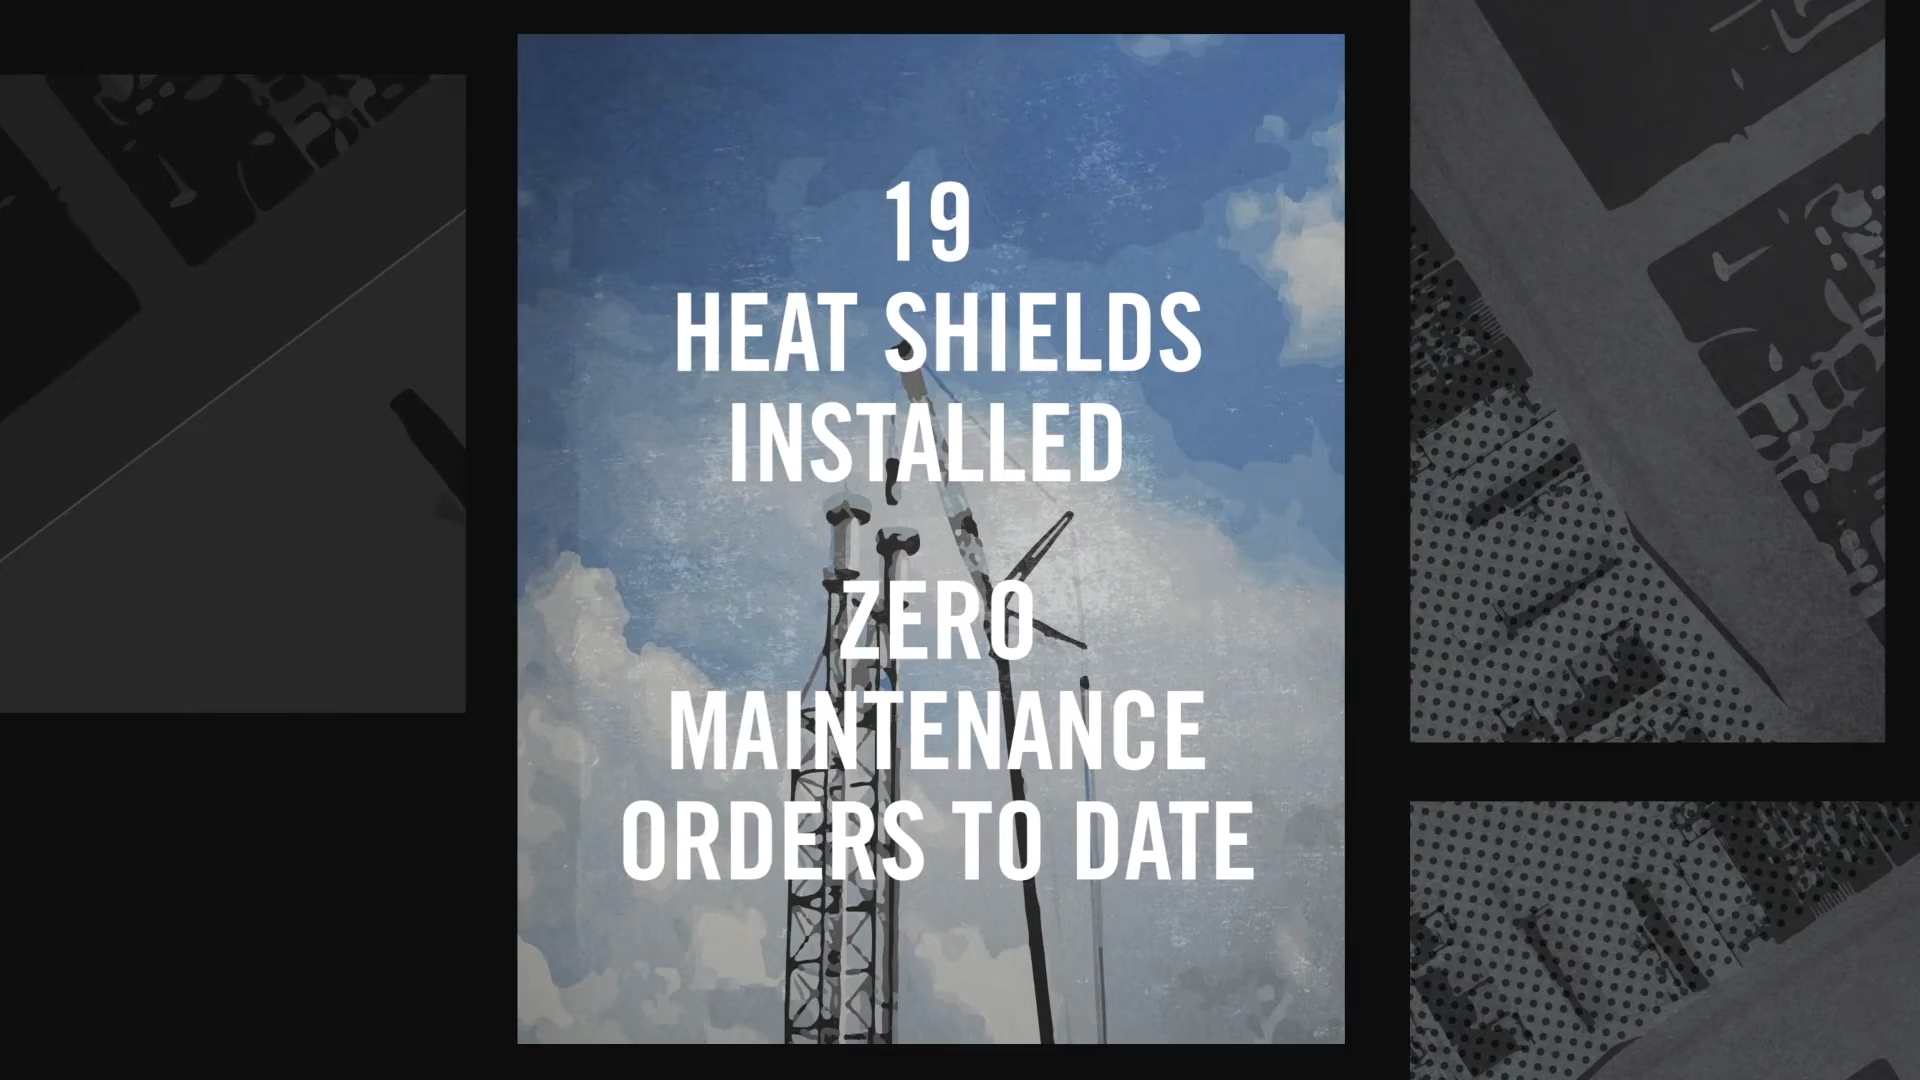 19
HEAT SHIELDS
INSTALLED
ZERO
MAINTENANCE
ORDERS TO DATE